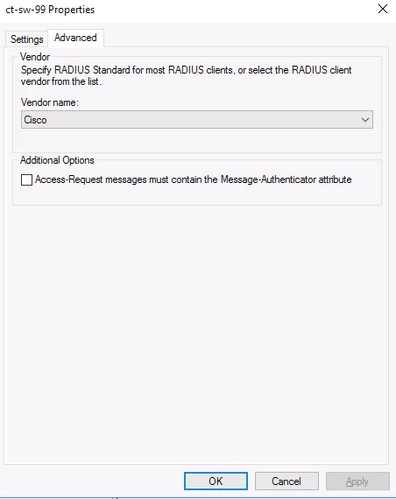 ct-sw-99 Properties
Settings
Advanced
Vendor
Specify RADIUS Standard for most RADIUS clients, or select the RADIUS client
vendor from the list.
Vendor name:
Cisco
Additional Options
Access-Request messages must contain the Message-Authenticator attribute
OK
Cancel
Apply